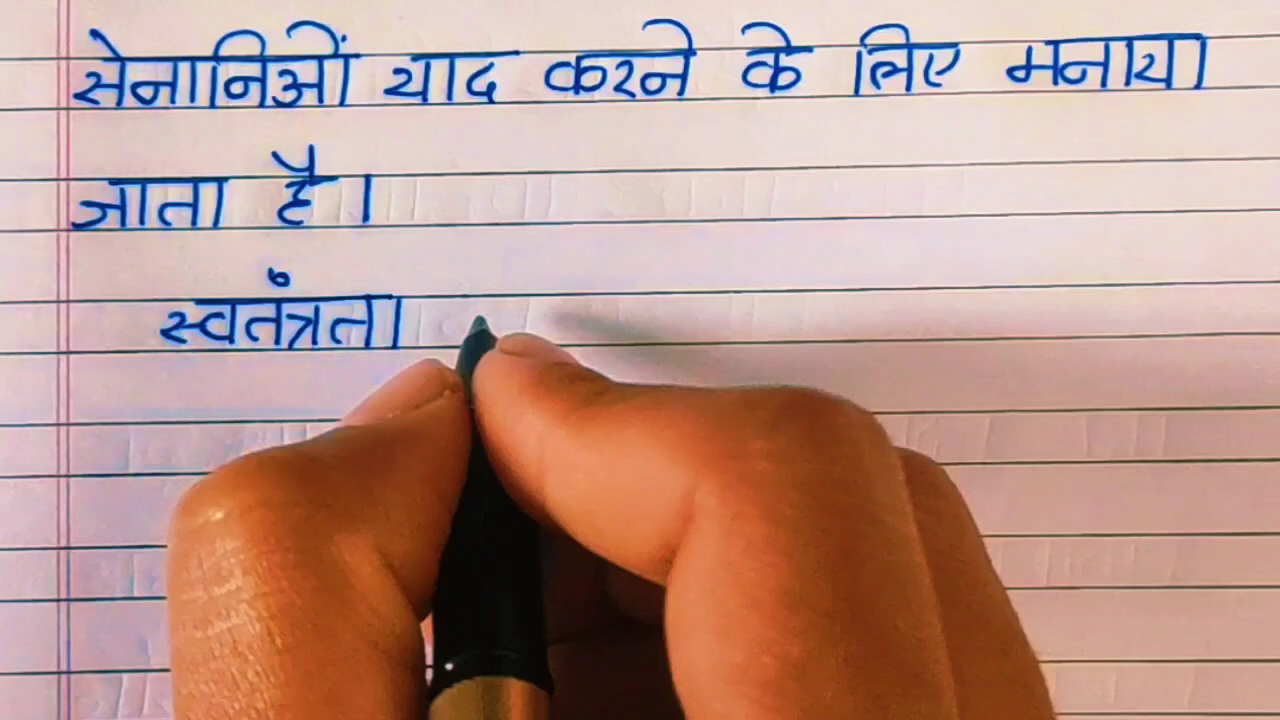 सेनानिओं याद करने के लिए मनाया
जाता है।
स्वतंत्रता